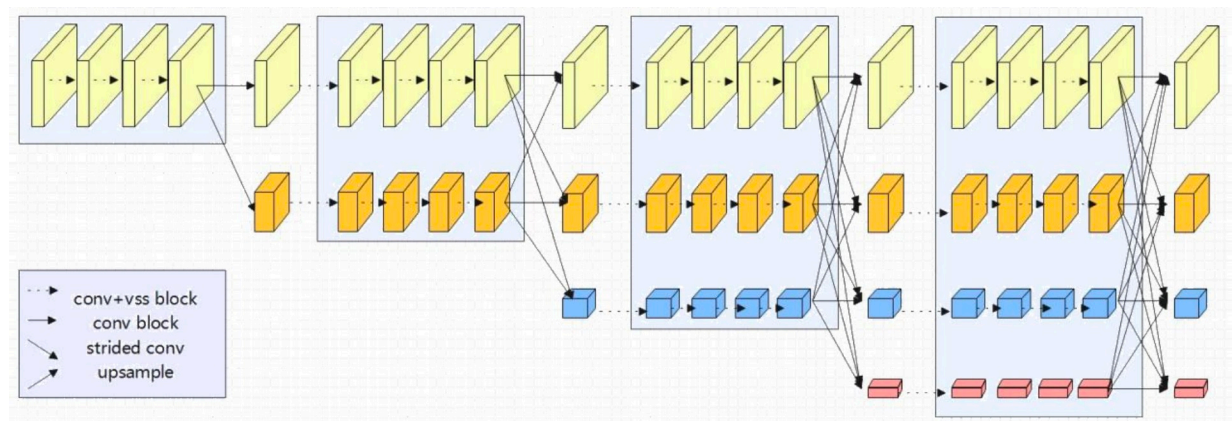 conv+vss block
conv block
strided conv
upsample